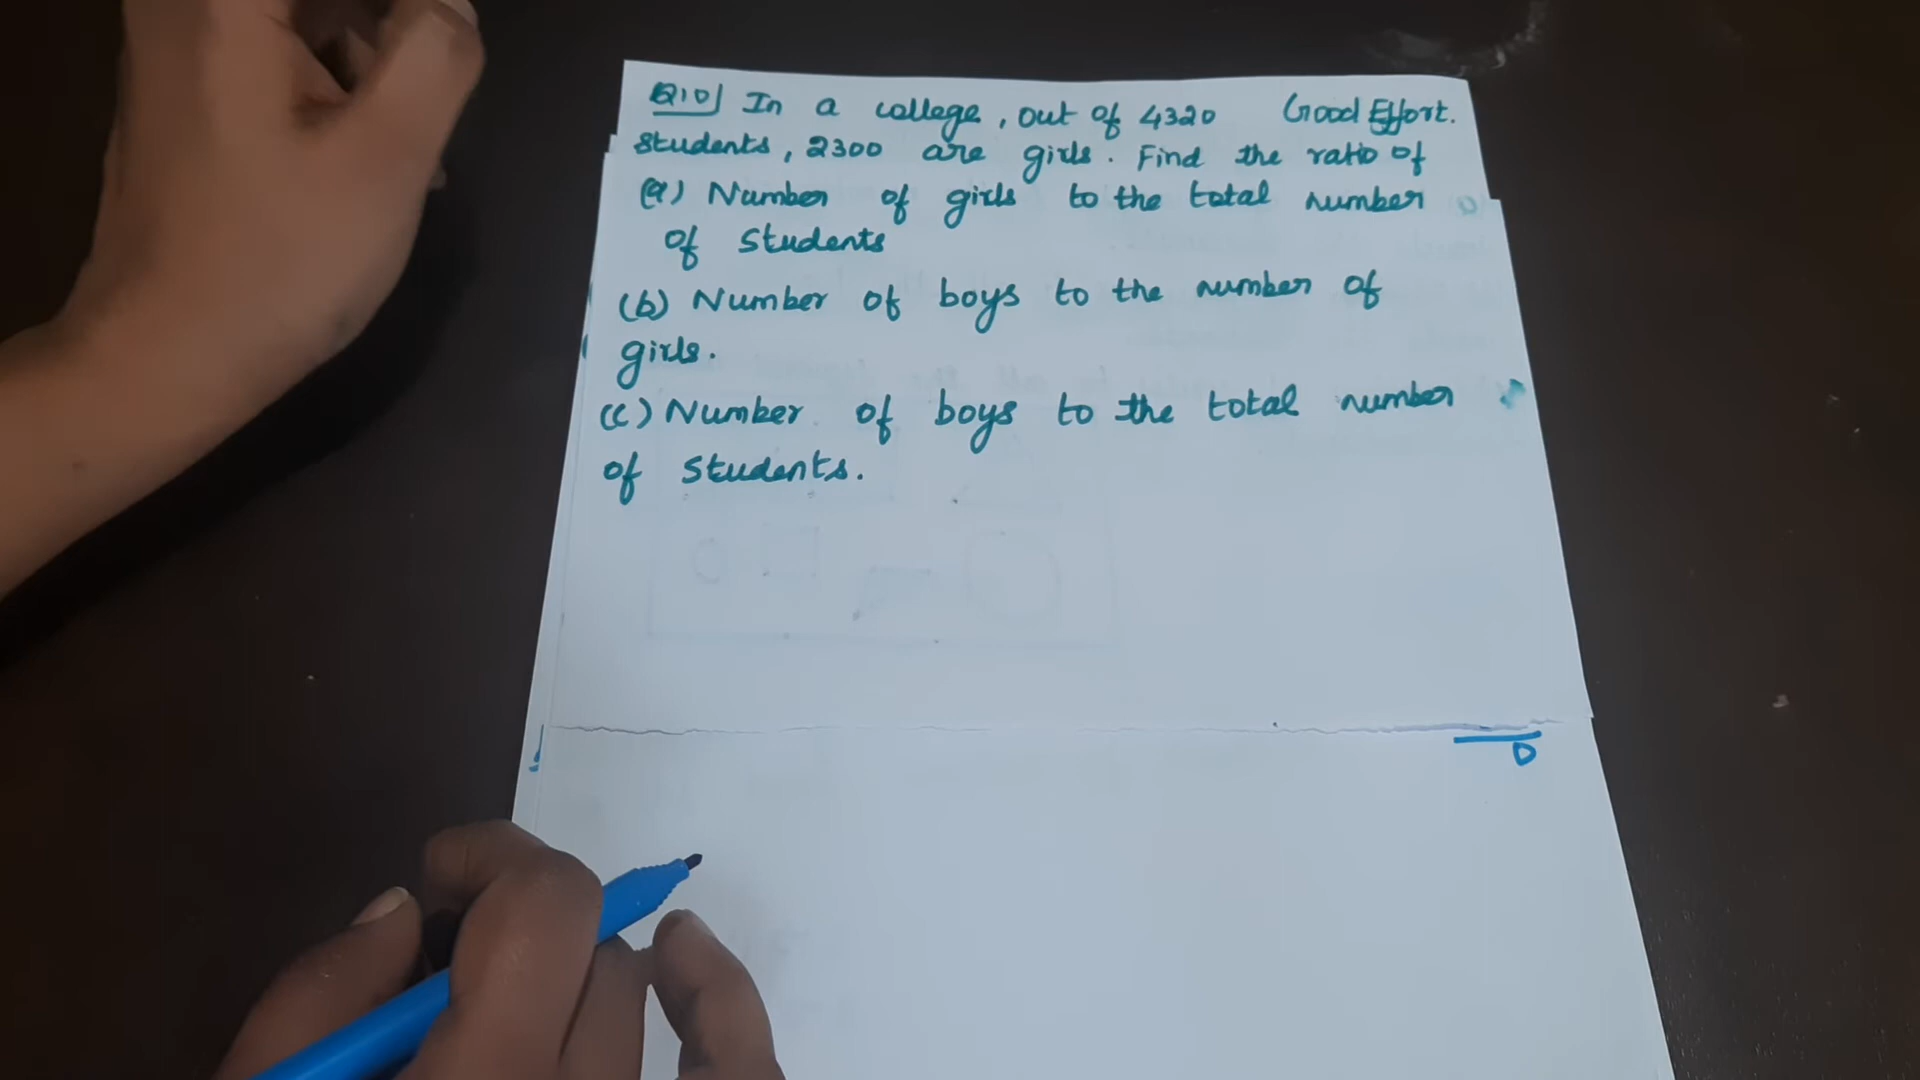 Q10] In a college, out of 4320 Good Effort.
students, 2300 are girls. Find the ratio of
(a) Number of girls to the total number
of students
(b) Number of boys to the number of
girls.
(c) Number of boys to the total number
of students.